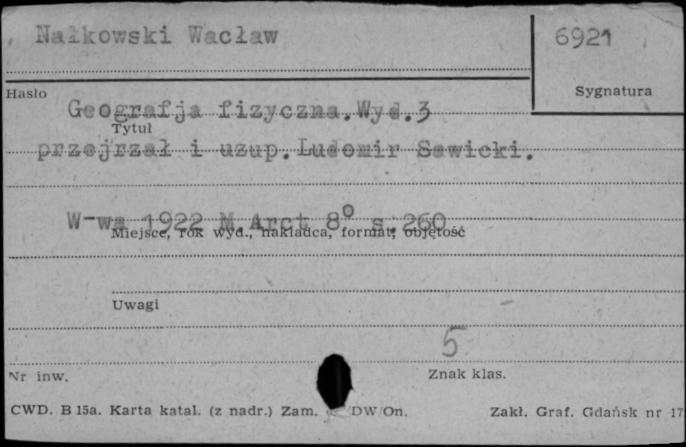 Nałkowski Wacław
6921
Hasło
Sygnatura
Geografja fizyczna.Wyd.3
Tytuł
przejrzał i uzup.Ludomir Sawicki.
W-wa 1922 M.Arct 8° s.260
Miejsce, rok wyd., nakładca, format, objętość
Uwagi
5
Nr inw.
Znak klas.
CWD. B 15a. Karta katal. (z nadr.) Zam. DW/On.
Zakł. Graf. Gdańsk nr 17